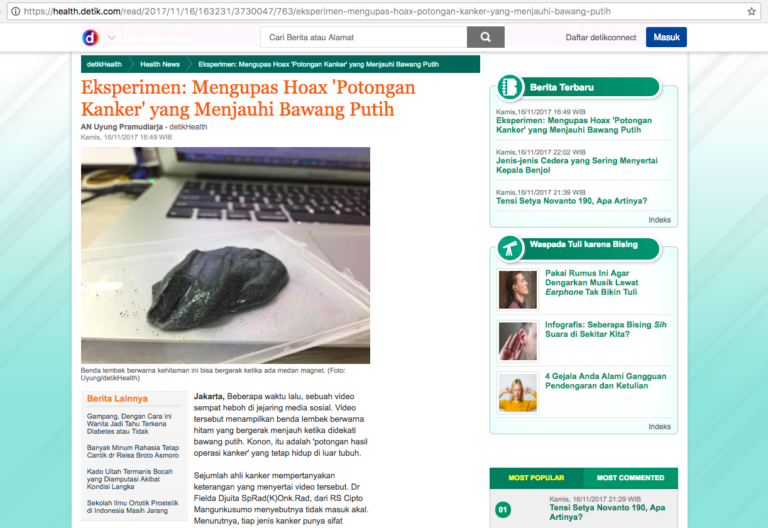 https://health.detik.com/read/2017/11/16/163231/3730047/763/eksperimen-mengupas-hoax-potongan-kanker-yang-menjauhi-bawang-putih
d
Cari Berita atau Alamat
Daftar detikconnect
Masuk
detikHealth
Health News
Eksperimen: Mengupas Hoax 'Potongan Kanker' yang Menjauhi Bawang Putih
Eksperimen: Mengupas Hoax 'Potongan
Kanker' yang Menjauhi Bawang Putih
AN Uyung Pramudiarja - detikHealth
Kamis, 16/11/2017 16:49 WIB
Benda lembek berwarna kehitaman ini bisa bergerak ketika ada medan magnet. (Foto:
Uyung/detikHealth)
Berita Lainnya
Gampang, Dengan Cara Ini
Wanita Jadi Tahu Terkena
Diabetes atau Tidak
Banyak Minum Rahasia Tetap
Cantik dr Reisa Broto Asmoro
Kado Ultah Termanis Bocah
yang Diamputasi Akibat
Kondisi Langka
Sekolah Ilmu Ortotik Prostetik
di Indonesia Masih Jarang
Jakarta, Beberapa waktu lalu, sebuah video
sempat heboh di jejaring media sosial. Video
tersebut menampilkan benda lembek berwarna
hitam yang bergerak menjauh ketika didekati
bawang putih. Konon, itu adalah 'potongan hasil
operasi kanker' yang tetap hidup di luar tubuh.
Sejumlah ahli kanker mempertanyakan
keterangan yang menyertai video tersebut. Dr
Fielda Djuita SpRad(K)Onk.Rad, dari RS Cipto
Mangunkusumo menyebutnya tidak masuk akal.
Menurutnya, tiap jenis kanker punya sifat
Berita Terbaru
Kamis,16/11/2017 16:49 WIB
Eksperimen: Mengupas Hoax 'Potongan
Kanker' yang Menjauhi Bawang Putih
Kamis,16/11/2017 22:02 WIB
Jenis-jenis Cedera yang Sering Menyertai
Kepala Benjol
Kamis,16/11/2017 21:39 WIB
Tensi Setya Novanto 190, Apa Artinya?
Indeks
Waspada Tuli karena Bising
Pakai Rumus Ini Agar
Dengarkan Musik Lewat
Earphone Tak Bikin Tuli
Infografis: Seberapa Bising Sih
Suara di Sekitar Kita?
4 Gejala Anda Alami Gangguan
Pendengaran dan Ketulian
Indeks
MOST POPULAR
MOST COMMENTED
01
Kamis, 16/11/2017 21:29 WIB
Tensi Setya Novanto 190, Apa
Artinya?